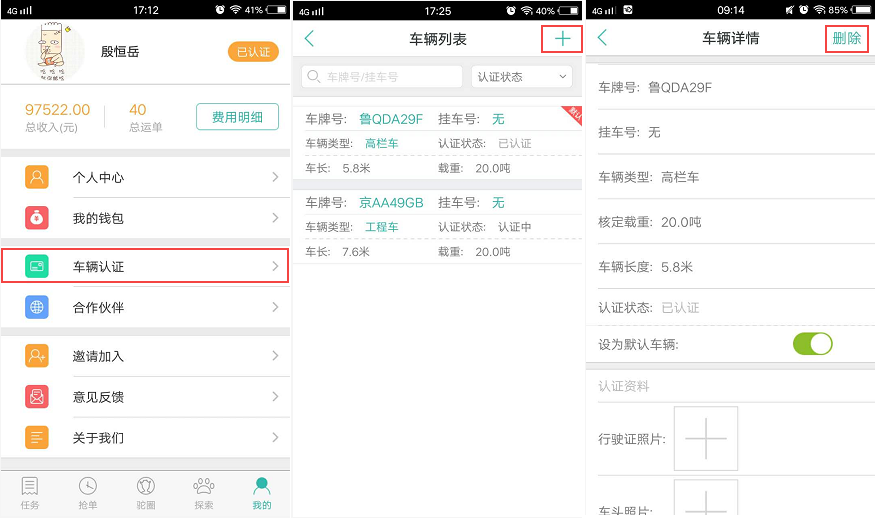 4G 17:12 41%
殷恒岳
已认证
97522.00 40
总收入(元) 总运单
费用明细
个人中心
我的钱包
车辆认证
合作伙伴
邀请加入
意见反馈
关于我们
任务 抢单 驼圈 探索 我的
4G 17:25 40%
车辆列表
车牌号/挂车号
认证状态
默认
车牌号: 鲁QDA29F 挂车号: 无
车辆类型: 高栏车 认证状态: 已认证
车长: 5.8米 载重: 20.0吨
车牌号: 京AA49GB 挂车号: 无
车辆类型: 工程车 认证状态: 认证中
车长: 7.6米 载重: 20.0吨
4G 09:14 85%
车辆详情
删除
车牌号: 鲁QDA29F
挂车号: 无
车辆类型: 高栏车
核定载重: 20.0吨
车辆长度: 5.8米
认证状态: 已认证
设为默认车辆:
认证资料
行驶证照片:
车头照片: